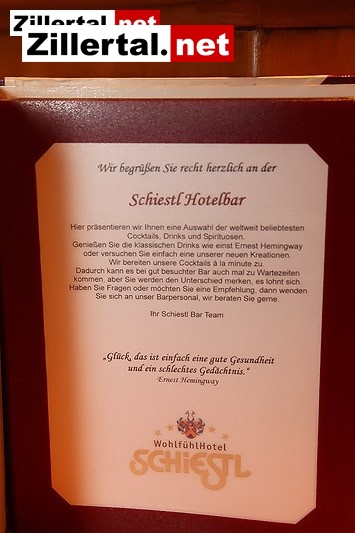 Zillertal.net
Zillertal.net
Wir begrüßen Sie recht herzlich an der
Schiestl Hotelbar
Hier präsentieren wir Ihnen eine Auswahl der weltweit beliebtesten
Cocktails, Drinks und Spirituosen.
Genießen Sie die klassischen Drinks wie einst Ernest Hemingway
oder versuchen Sie einfach eine unserer neuen Kreationen.
Wir bereiten unsere Cocktails á la minute zu.
Dadurch kann es bei gut besuchter Bar auch mal zu Wartezeiten
kommen, aber Sie werden den Unterschied merken, es lohnt sich.
Haben Sie Fragen oder möchten Sie eine Empfehlung, dann wenden
Sie sich an unser Barpersonal, wir beraten Sie gerne.
Ihr Schiestl Bar Team
„Glück, das ist einfach eine gute Gesundheit
und ein schlechtes Gedächtnis.“
Ernest Hemingway
WohlfühlHotel
SCHiESTL